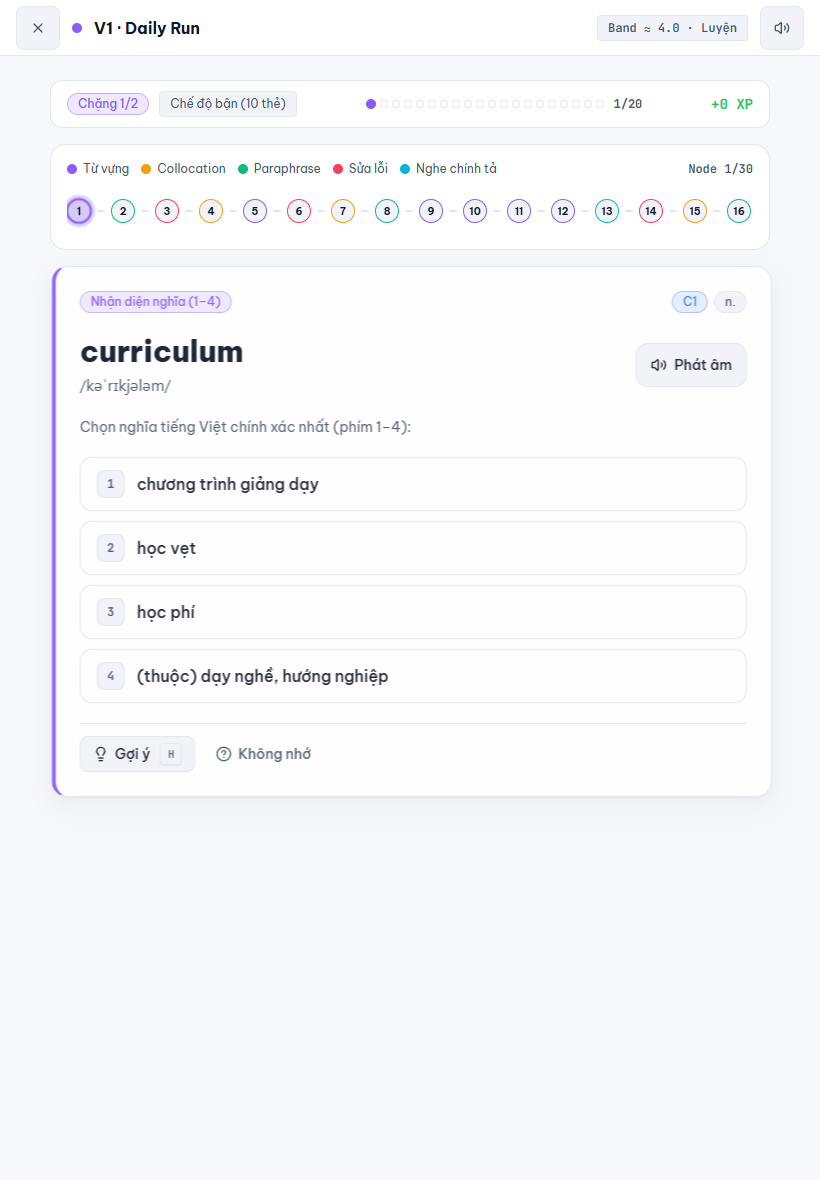 V1 · Daily Run
Band ≈ 4.0 · Luyện
Chặng 1/2
Chế độ bận (10 thẻ)
1/20
+0 XP
Từ vựng
Collocation
Paraphrase
Sửa lỗi
Nghe chính tả
Node 1/30
1 2 3 4 5 6 7 8 9 10 11 12 13 14 15 16
Nhận diện nghĩa (1–4)
C1
n.
curriculum
/kəˈrɪkjələm/
Phát âm
Chọn nghĩa tiếng Việt chính xác nhất (phím 1–4):
1 chương trình giảng dạy
2 học vẹt
3 học phí
4 (thuộc) dạy nghề, hướng nghiệp
Gợi ý H
Không nhớ